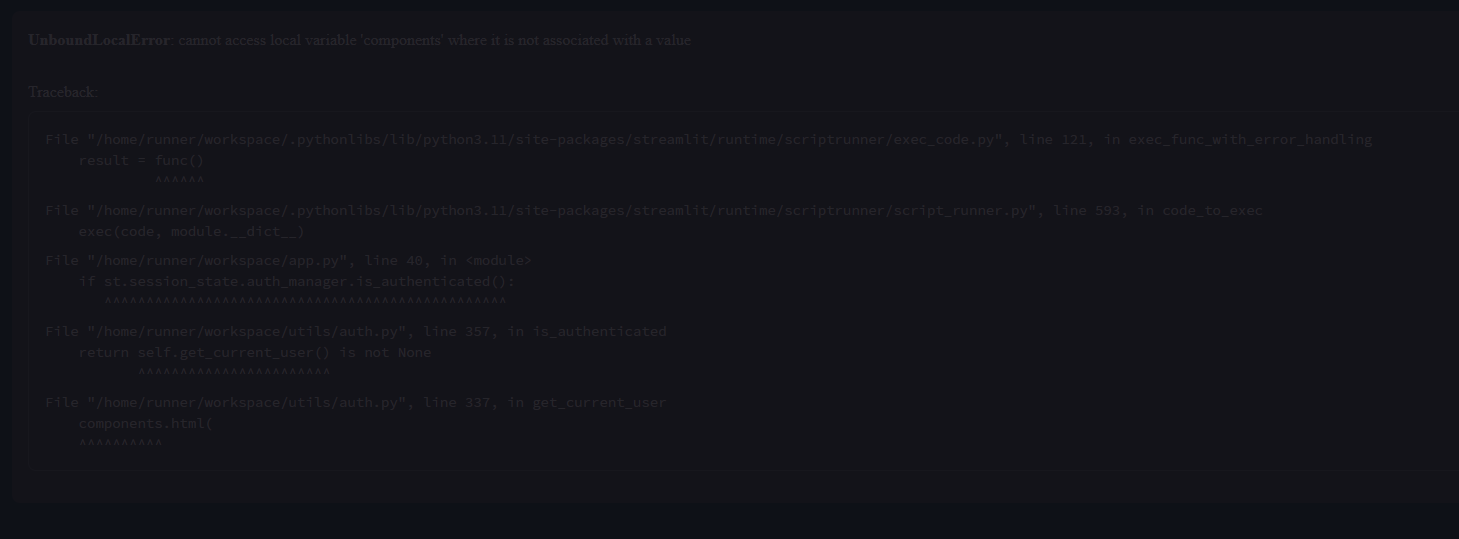 UnboundLocalError: cannot access local variable 'components' where it is not associated with a value
Traceback:
File "/home/runner/workspace/.pythonlibs/lib/python3.11/site-packages/streamlit/runtime/scriptrunner/exec_code.py", line 121, in exec_func_with_error_handling
    result = func()
             ^^^^^^
File "/home/runner/workspace/.pythonlibs/lib/python3.11/site-packages/streamlit/runtime/scriptrunner/script_runner.py", line 593, in code_to_exec
    exec(code, module.__dict__)
File "/home/runner/workspace/app.py", line 40, in <module>
    if st.session_state.auth_manager.is_authenticated():
       ^^^^^^^^^^^^^^^^^^^^^^^^^^^^^^^^^^^^^^^^^^^^^^^^
File "/home/runner/workspace/utils/auth.py", line 357, in is_authenticated
    return self.get_current_user() is not None
           ^^^^^^^^^^^^^^^^^^^^^^^
File "/home/runner/workspace/utils/auth.py", line 337, in get_current_user
    components.html(
    ^^^^^^^^^^